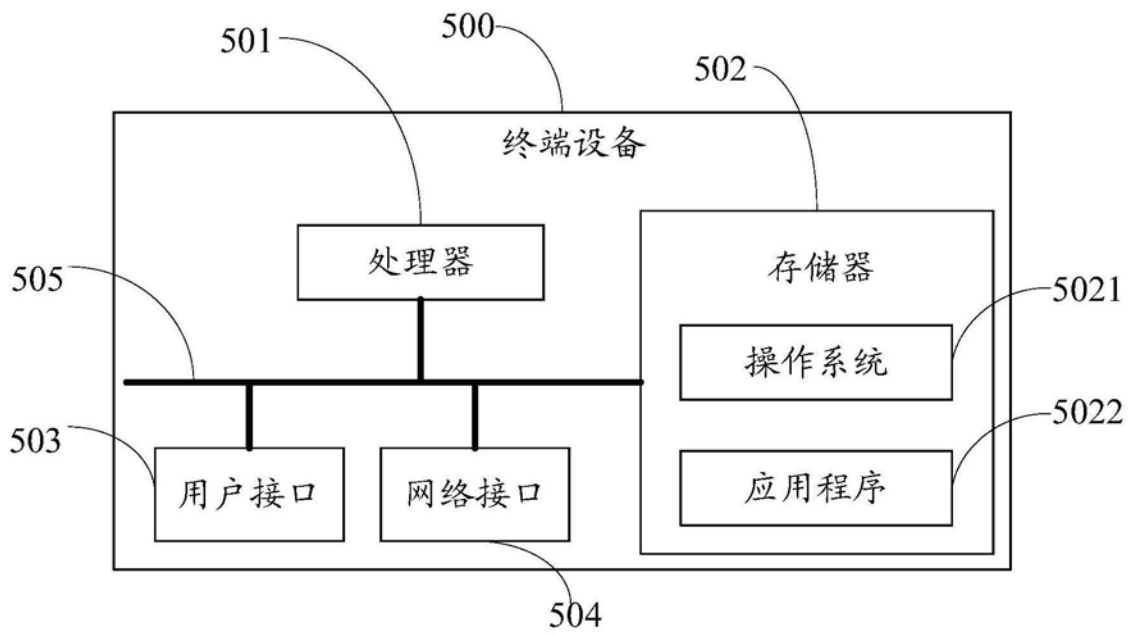 500
501
502
终端设备
处理器
存储器
505
5021
操作系统
5022
503
用户接口
网络接口
应用程序
504